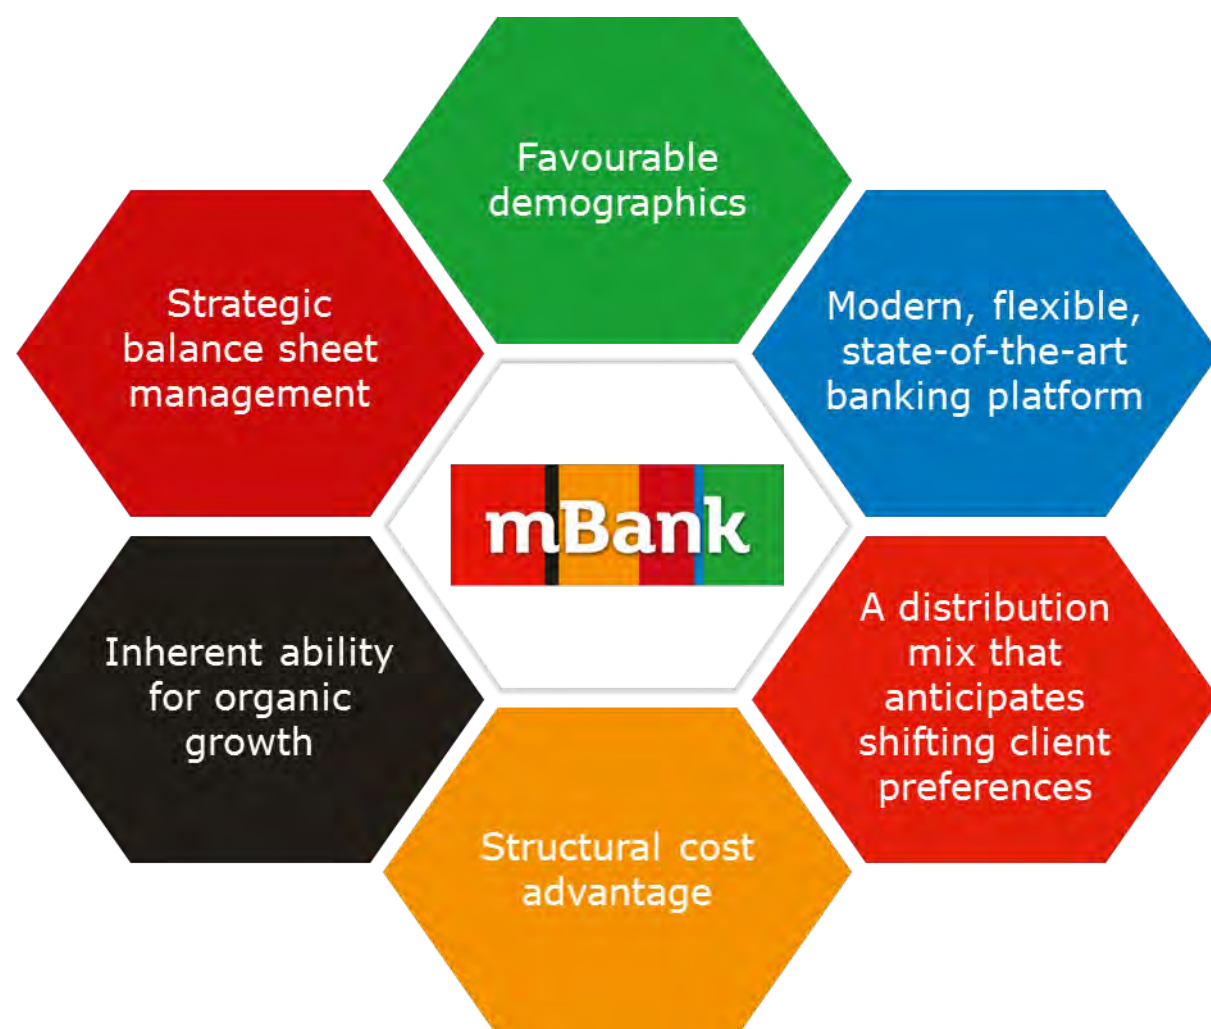 Favourable
demographics
Modern, flexible,
state-of-the-art
banking platform
A distribution
mix that
anticipates
shifting client
preferences
Structural cost
advantage
Inherent ability
for organic
growth
Strategic
balance sheet
management
mBank